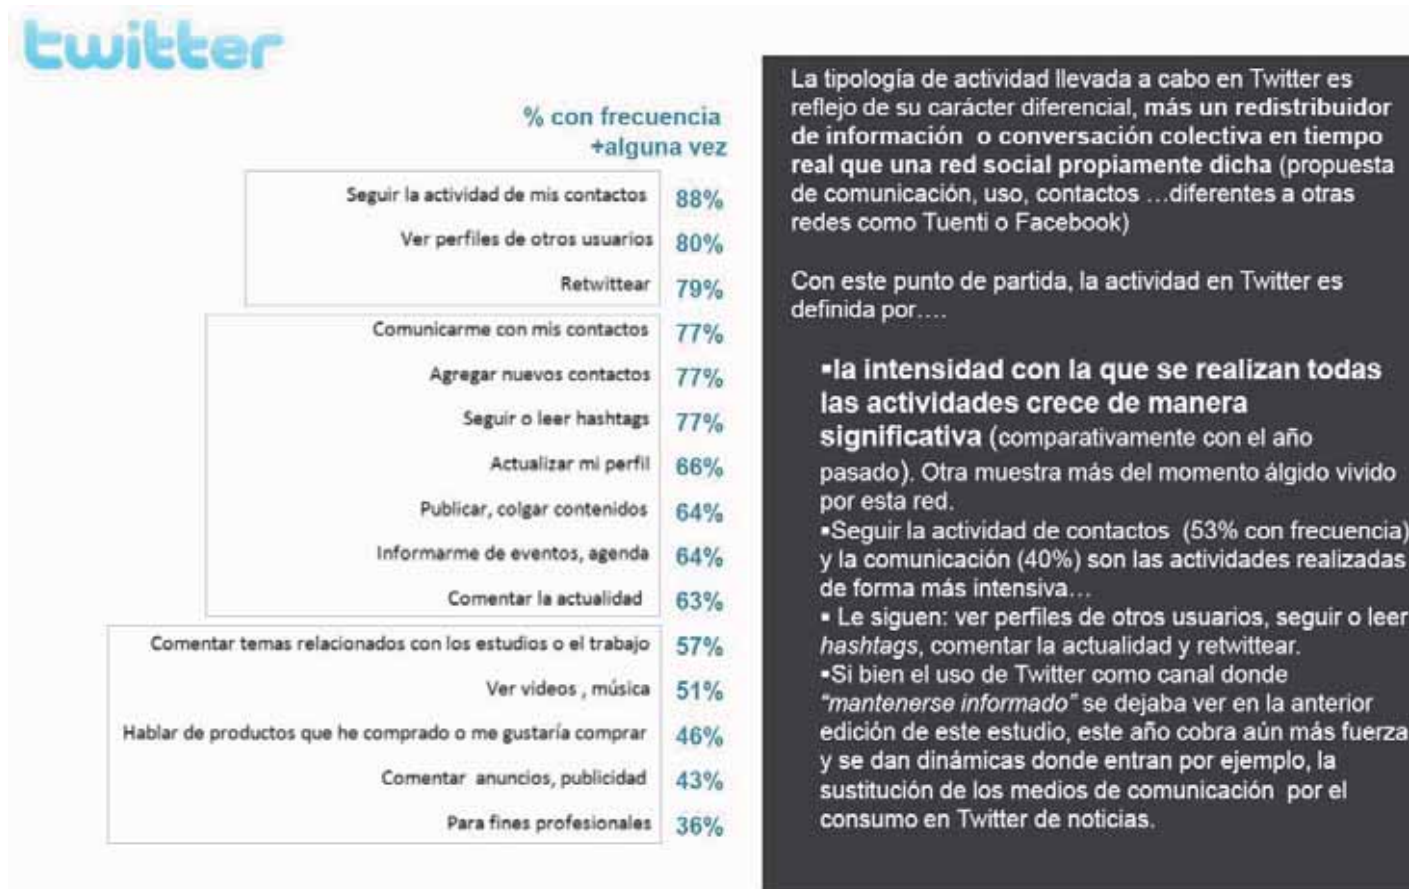 twitter
% con frecuencia
+alguna vez
Seguir la actividad de mis contactos 88%
Ver perfiles de otros usuarios 80%
Retwittear 79%
Comunicarme con mis contactos 77%
Agregar nuevos contactos 77%
Seguir o leer hashtags 77%
Actualizar mi perfil 66%
Publicar, colgar contenidos 64%
Informarme de eventos, agenda 64%
Comentar la actualidad 63%
Comentar temas relacionados con los estudios o el trabajo 57%
Ver vídeos , música 51%
Hablar de productos que he comprado o me gustaría comprar 46%
Comentar anuncios, publicidad 43%
Para fines profesionales 36%
La tipología de actividad llevada a cabo en Twitter es
reflejo de su carácter diferencial, más un redistribuidor
de información o conversación colectiva en tiempo
real que una red social propiamente dicha (propuesta
de comunicación, uso, contactos …diferentes a otras
redes como Tuenti o Facebook)
Con este punto de partida, la actividad en Twitter es
definida por….
▪la intensidad con la que se realizan todas
las actividades crece de manera
significativa (comparativamente con el año
pasado). Otra muestra más del momento álgido vivido
por esta red.
▪Seguir la actividad de contactos (53% con frecuencia)
y la comunicación (40%) son las actividades realizadas
de forma más intensiva…
▪ Le siguen: ver perfiles de otros usuarios, seguir o leer
hashtags, comentar la actualidad y retwittear.
▪Si bien el uso de Twitter como canal donde
"mantenerse informado" se dejaba ver en la anterior
edición de este estudio, este año cobra aún más fuerza
y se dan dinámicas donde entran por ejemplo, la
sustitución de los medios de comunicación por el
consumo en Twitter de noticias.